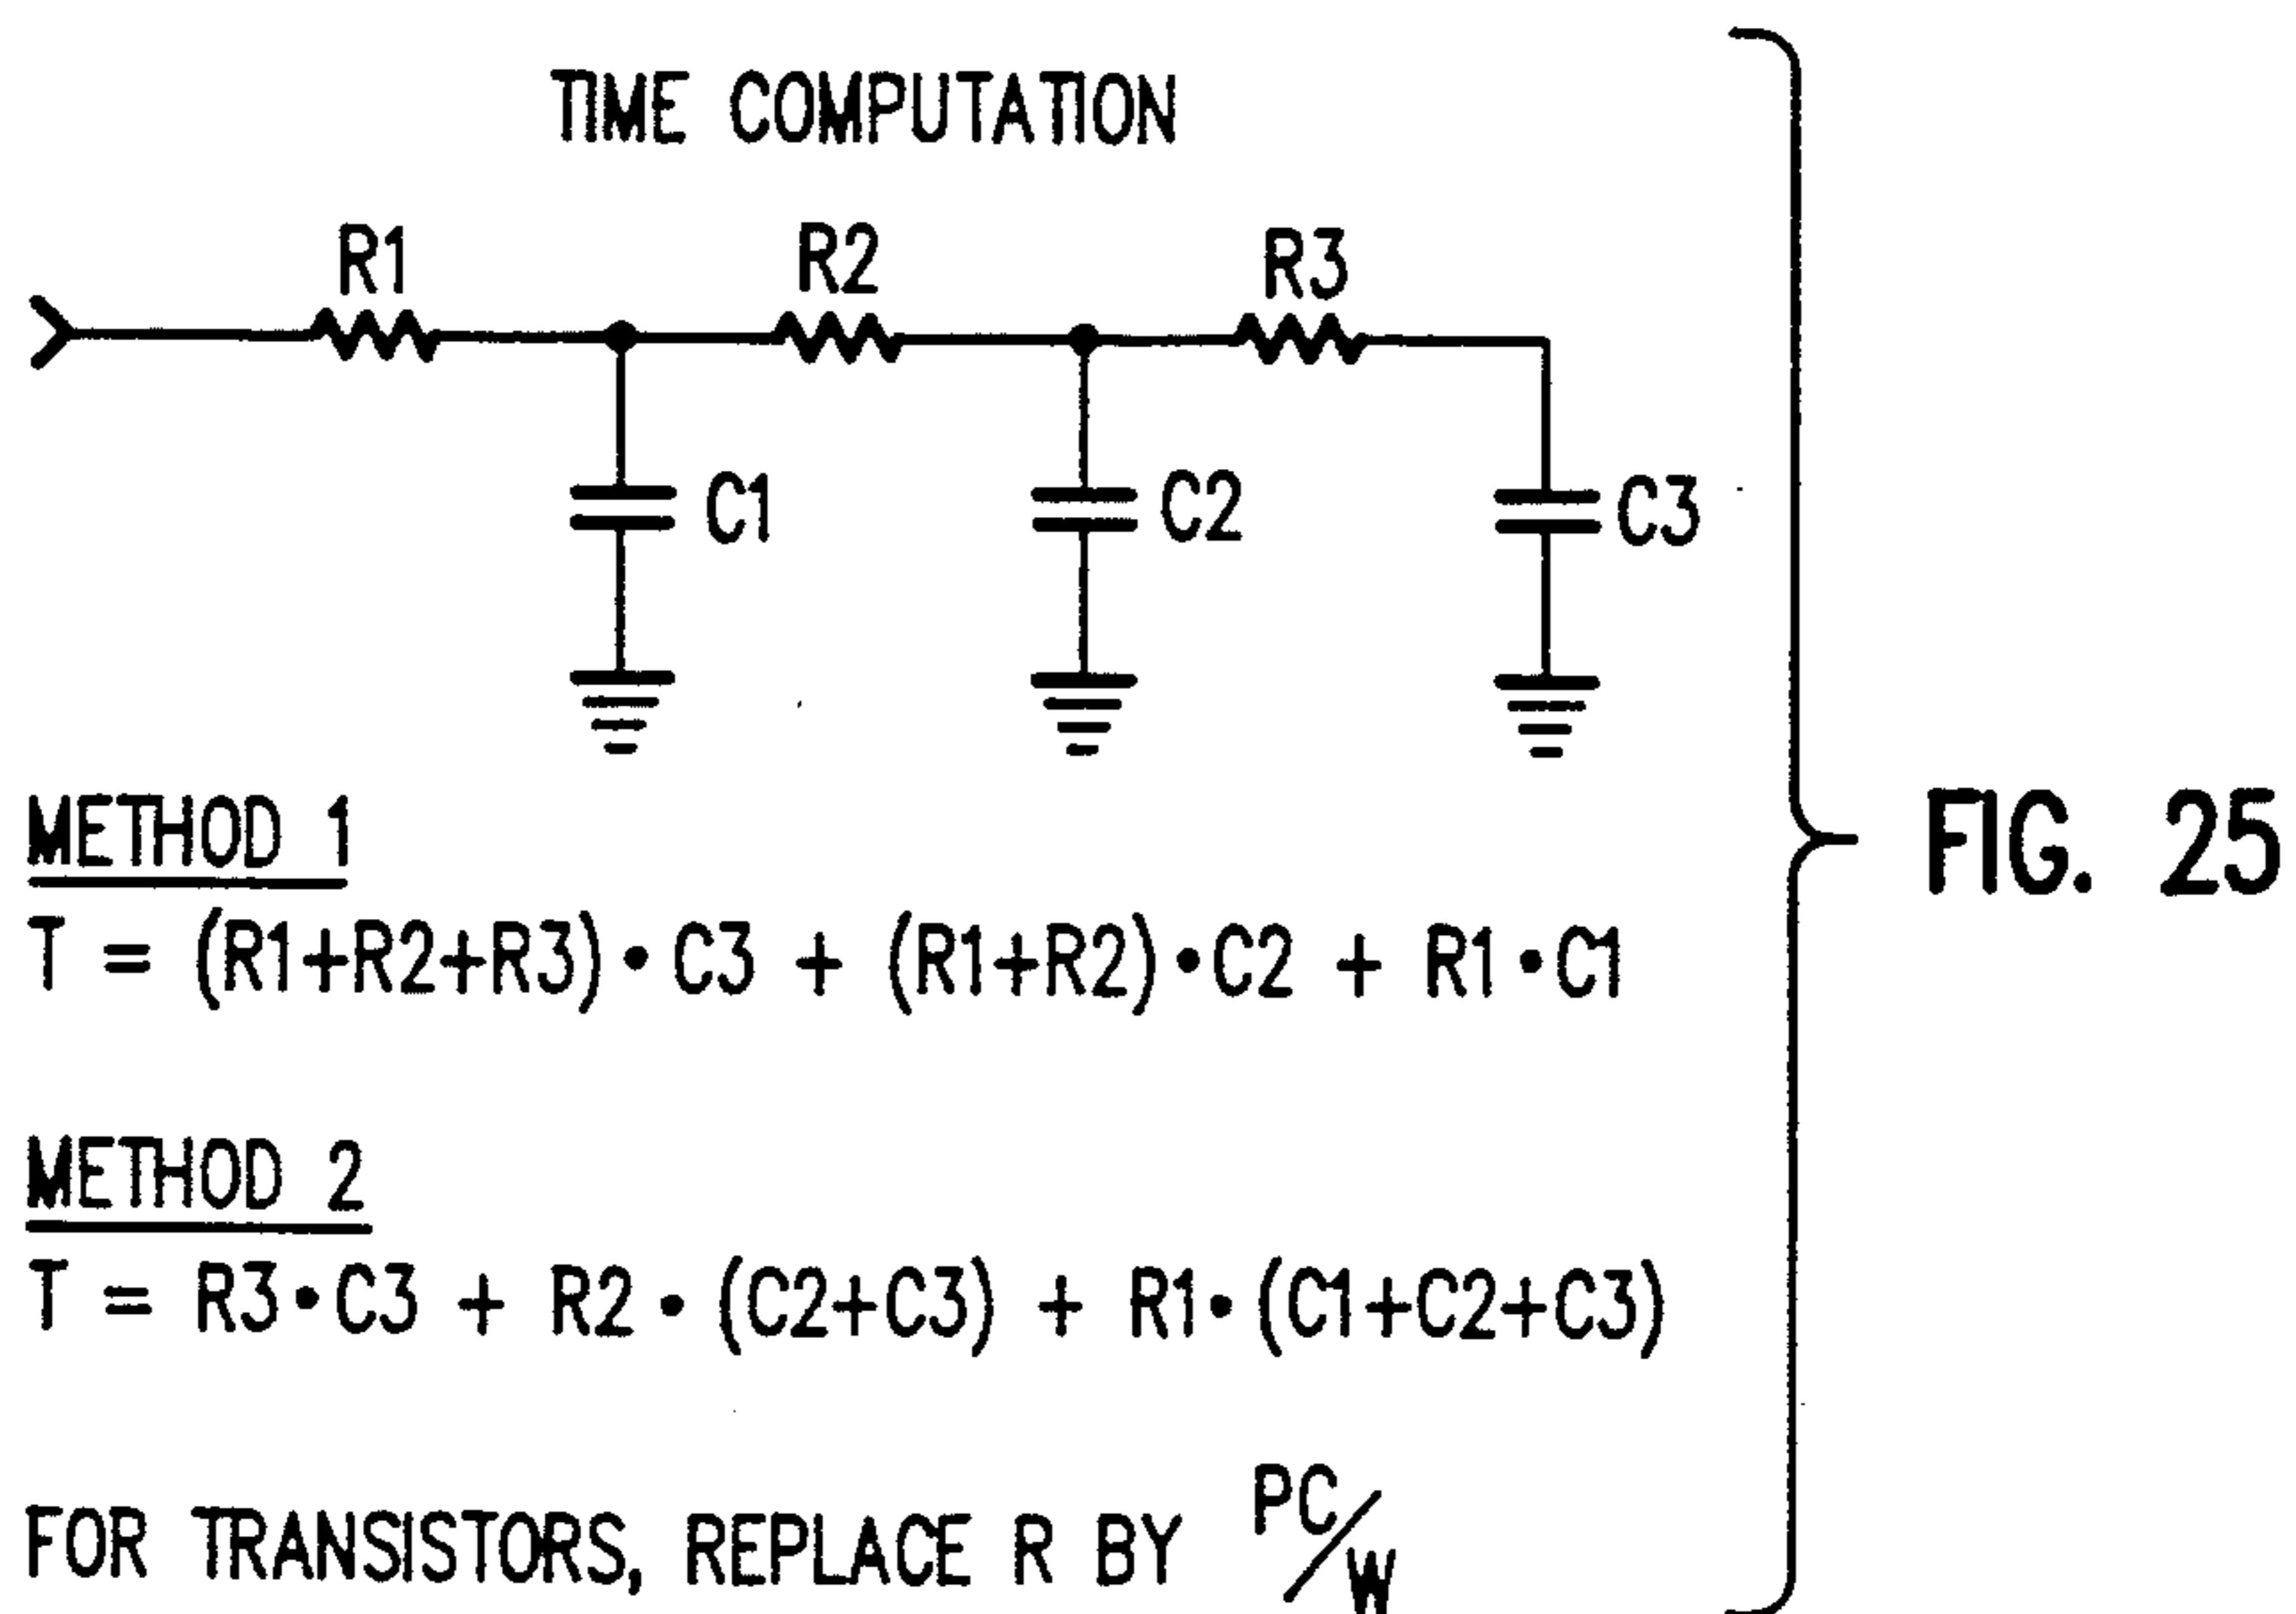 TIME COMPUTATION
R1 R2 R3
C1 C2 C3
METHOD 1
T = (R1+R2+R3)•C3 + (R1+R2)•C2 + R1•C1
METHOD 2
T = R3•C3 + R2•(C2+C3) + R1•(C1+C2+C3)
FOR TRANSISTORS, REPLACE R BY PC/W
FIG. 25